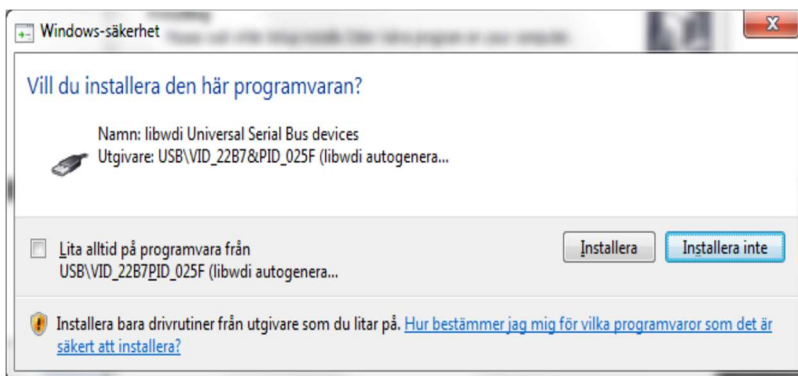 Windows-säkerhet
Vill du installera den här programvaran?
Namn: libwdi Universal Serial Bus devices
Utgivare: USB\VID_22B7&PID_025F (libwdi autogenera...
Lita alltid på programvara från
USB\VID_22B7PID_025F (libwdi autogenera...
Installera
Installera inte
Installera bara drivrutiner från utgivare som du litar på. Hur bestämmer jag mig för vilka programvaror som det är
säkert att installera?